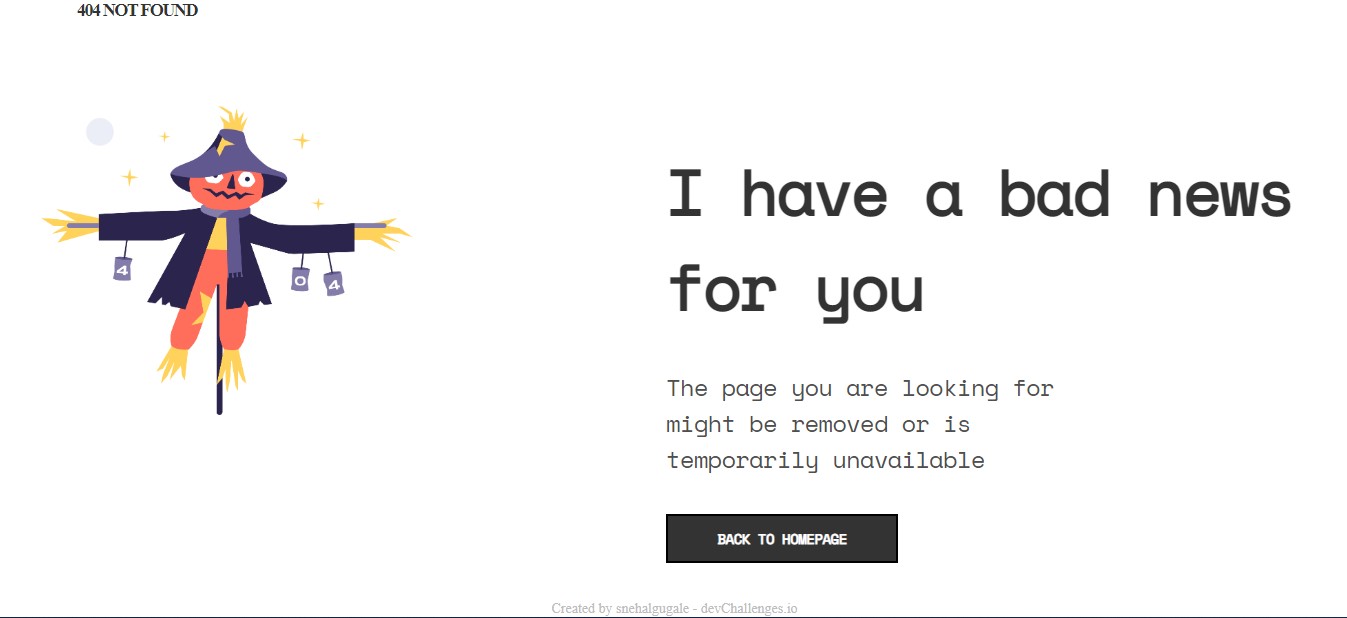 404 NOT FOUND
4
0
4
I have a bad news
for you
The page you are looking for
might be removed or is
temporarily unavailable
BACK TO HOMEPAGE
Created by snehalgugale - devChallenges.io